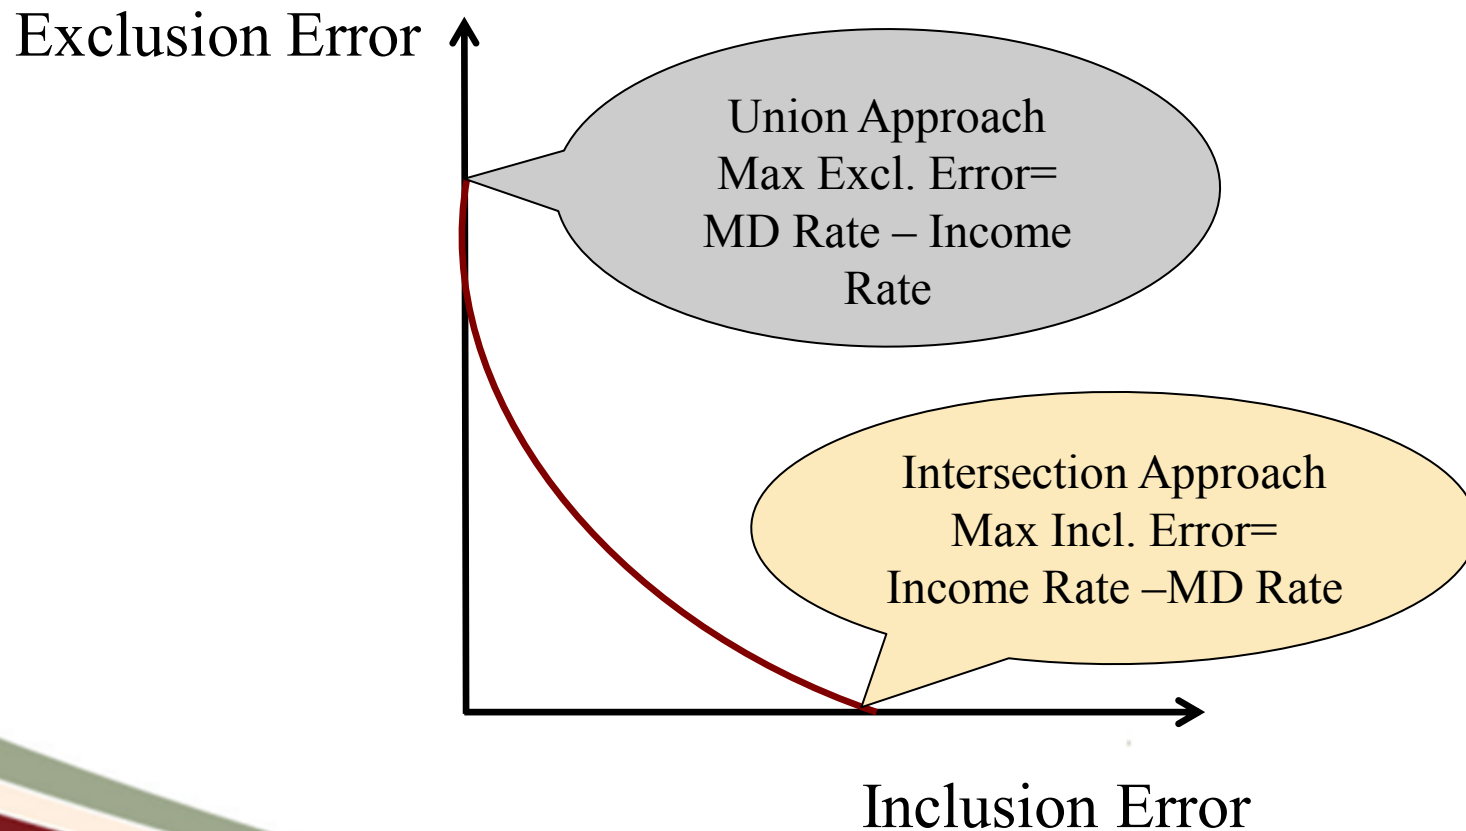 Exclusion Error
Union Approach
Max Excl. Error=
MD Rate – Income
Rate
Intersection Approach
Max Incl. Error=
Income Rate –MD Rate
Inclusion Error